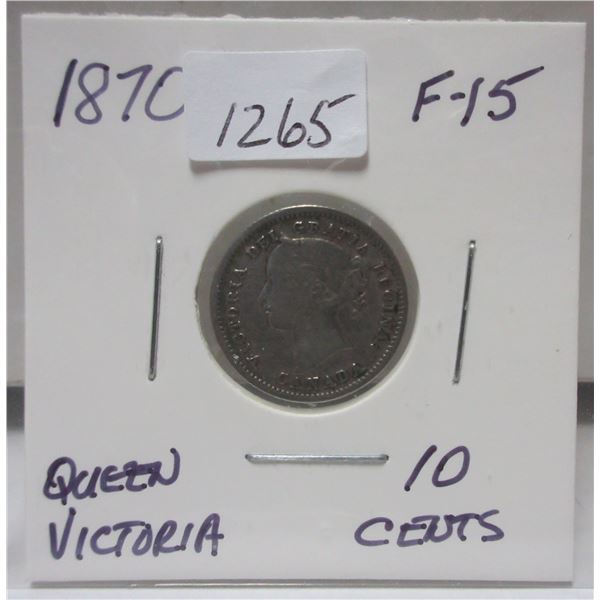 1870 1265 F-15
VICTORIA DEI GRATIA REGINA.
CANADA
QUEEN 10
VICTORIA CENTS